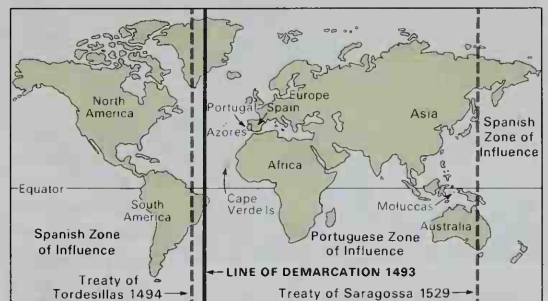 North
America
Portugal
Spain
Europe
Azores
Asia
Spanish
Zone of
Influence
Africa
Equator
Cape
Verde Is
South
America
Moluccas
Australia
Spanish Zone
of Influence
Portuguese Zone
of Influence
LINE OF DEMARCATION 1493
Treaty of
Tordesillas 1494
Treaty of Saragossa 1529